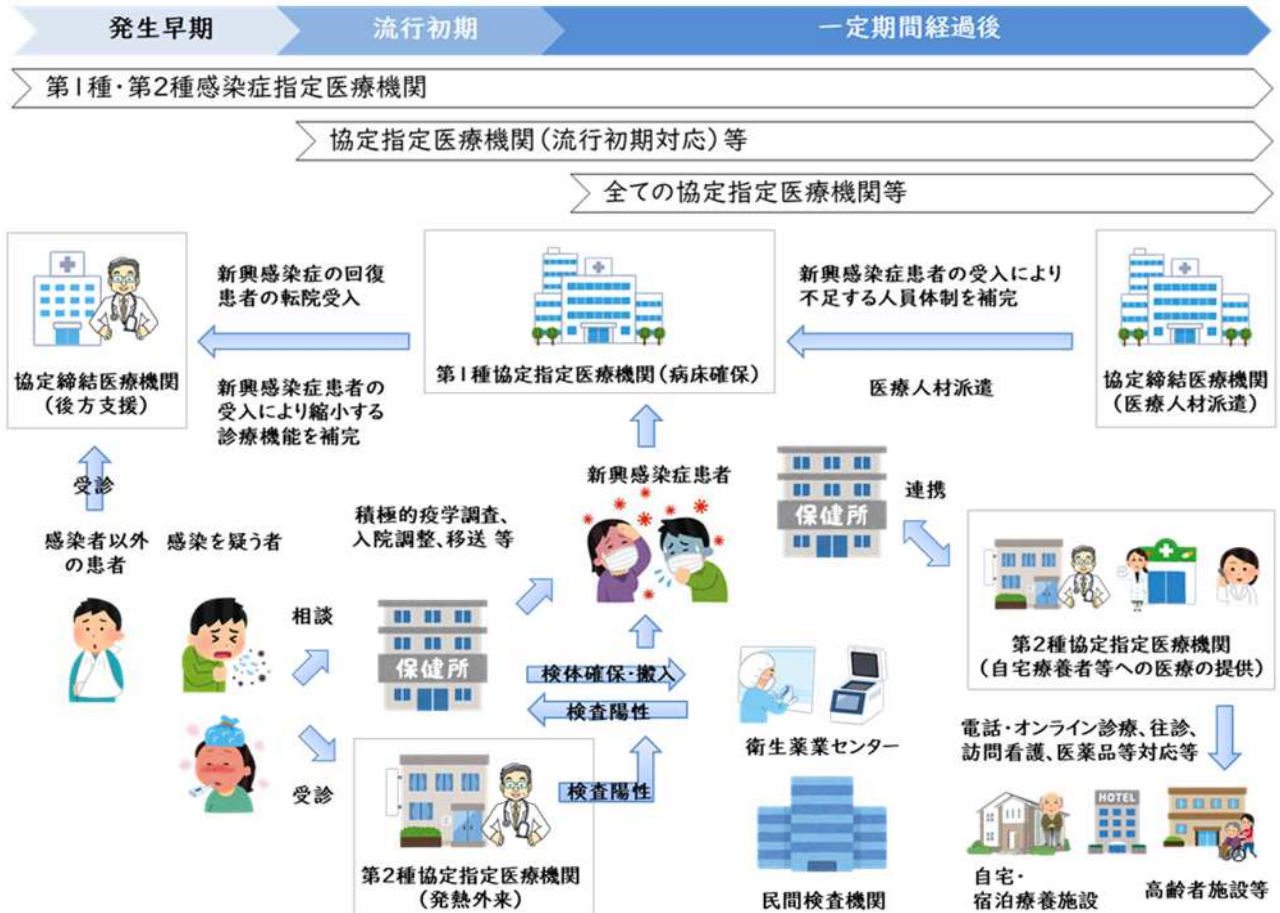 発生早期
流行初期
一定期間経過後
第1種・第2種感染症指定医療機関
協定指定医療機関(流行初期対応)等
全ての協定指定医療機関等
協定締結医療機関
(後方支援)
新興感染症の回復
患者の転院受入
新興感染症患者の
受入により縮小する
診療機能を補完
第1種協定指定医療機関(病床確保)
新興感染症患者の受入により
不足する人員体制を補完
医療人材派遣
協定締結医療機関
(医療人材派遣)
受診
感染者以外
の患者
感染を疑う者
相談
受診
積極的疫学調査、
入院調整、移送 等
保健所
新興感染症患者
保健所
連携
検体確保・搬入
検査陽性
検査陽性
第2種協定指定医療機関
(発熱外来)
衛生薬業センター
民間検査機関
第2種協定指定医療機関
(自宅療養者等への医療の提供)
電話・オンライン診療、往診、
訪問看護、医薬品等対応等
HOTEL
自宅・
宿泊療養施設
高齢者施設等